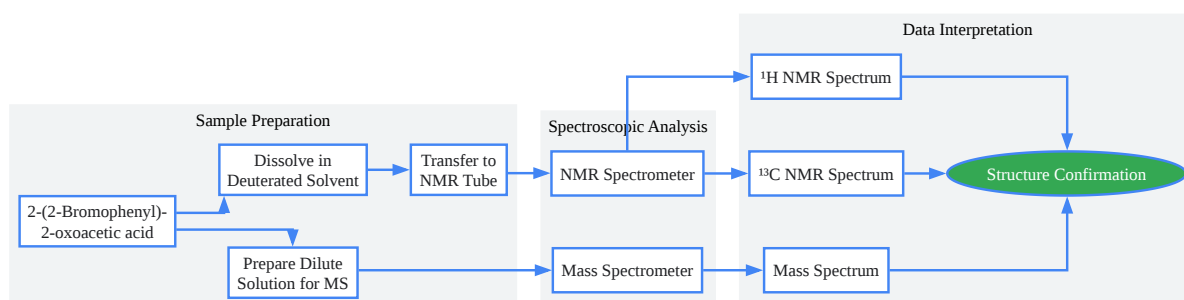 Data Interpretation
¹H NMR Spectrum
Sample Preparation
Spectroscopic Analysis
Dissolve in
Deuterated Solvent
Transfer to
NMR Tube
NMR Spectrometer
¹³C NMR Spectrum
Structure Confirmation
2-(2-Bromophenyl)-
2-oxoacetic acid
Prepare Dilute
Solution for MS
Mass Spectrometer
Mass Spectrum